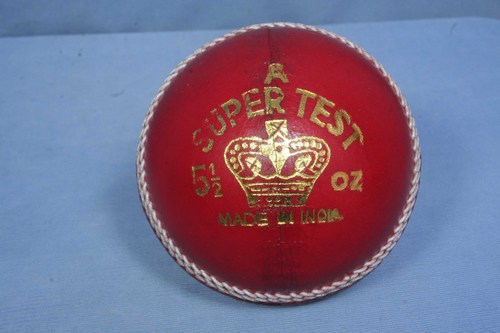 A
SUPER TEST
5½ OZ
MADE IN INDIA